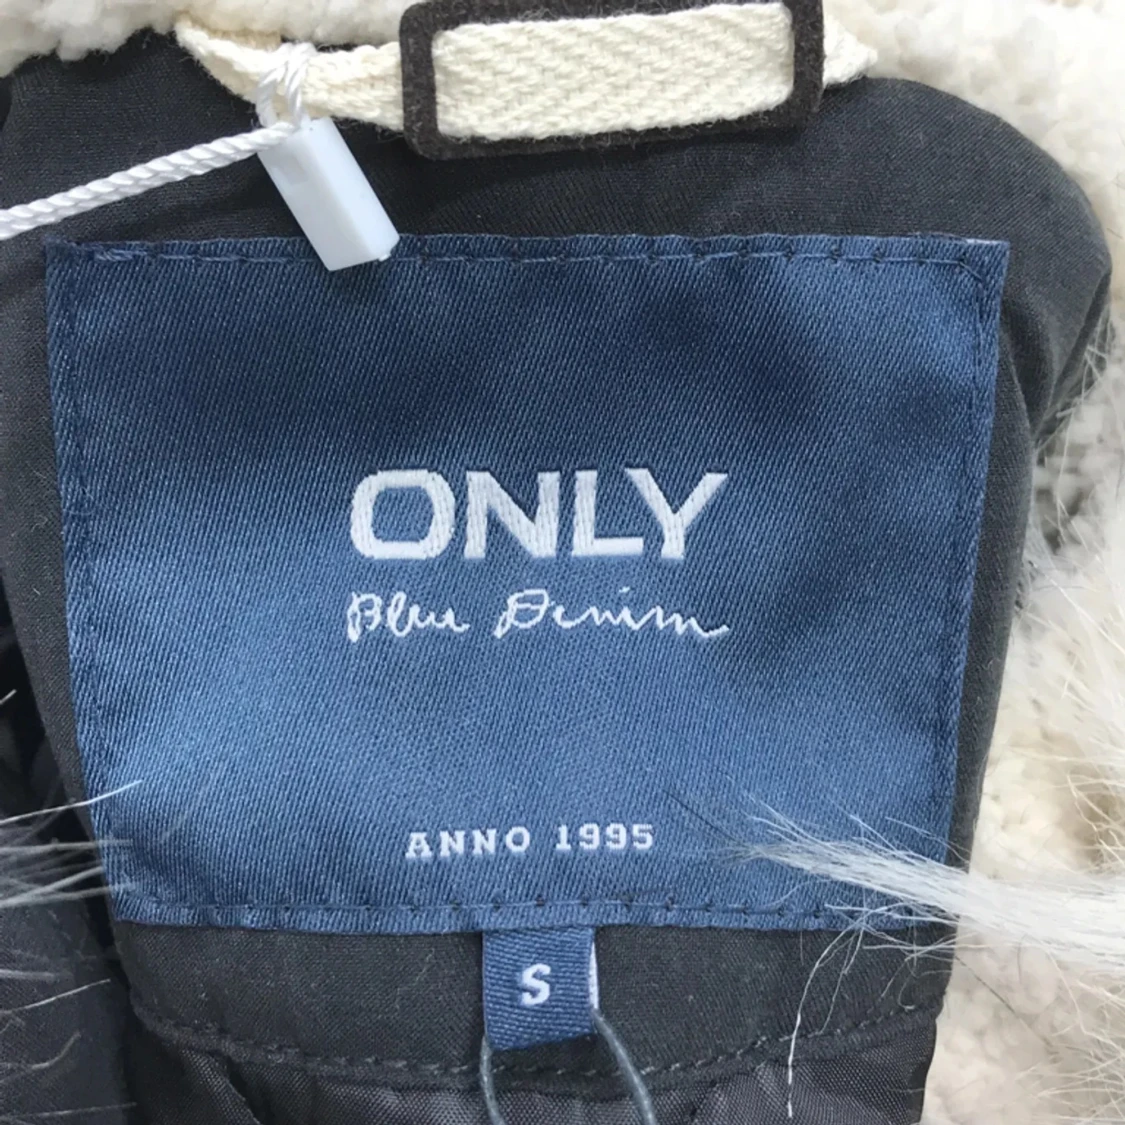 ONLY
Blue Denim
ANNO 1995
S